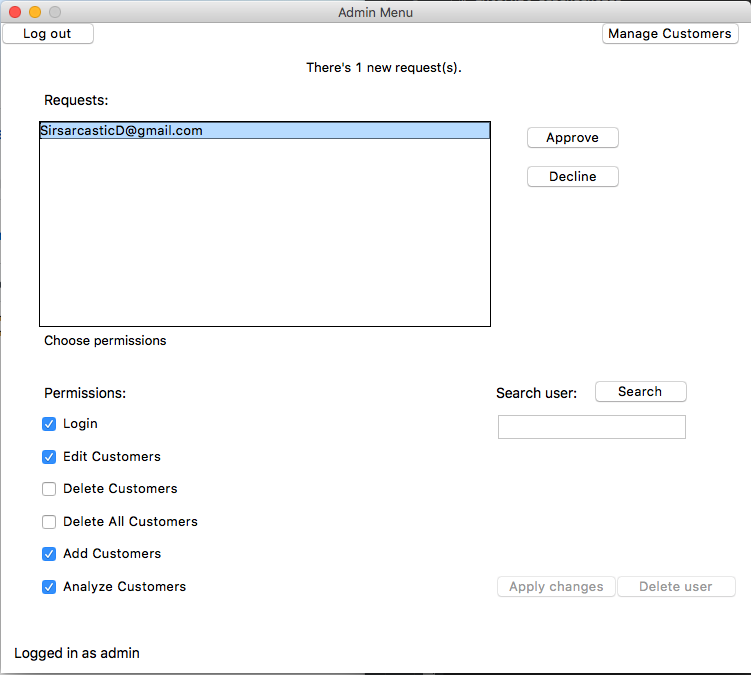 Admin Menu
Log out
Manage Customers
There's 1 new request(s).
Requests:
SirsarcasticD@gmail.com
Approve
Decline
Choose permissions
Permissions:
Search user:
Search
Login
Edit Customers
Delete Customers
Delete All Customers
Add Customers
Analyze Customers
Apply changes
Delete user
Logged in as admin